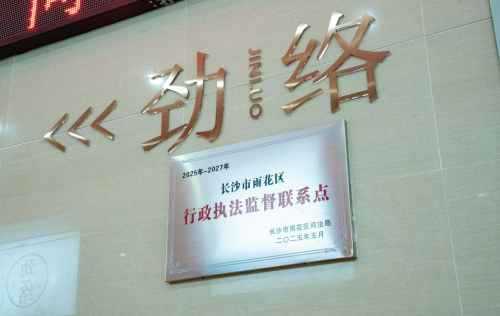 劲络
JINLUO
2025年-2027年
长沙市雨花区
行政执法监督联系点
长沙市雨花区司法局
二〇二五年五月